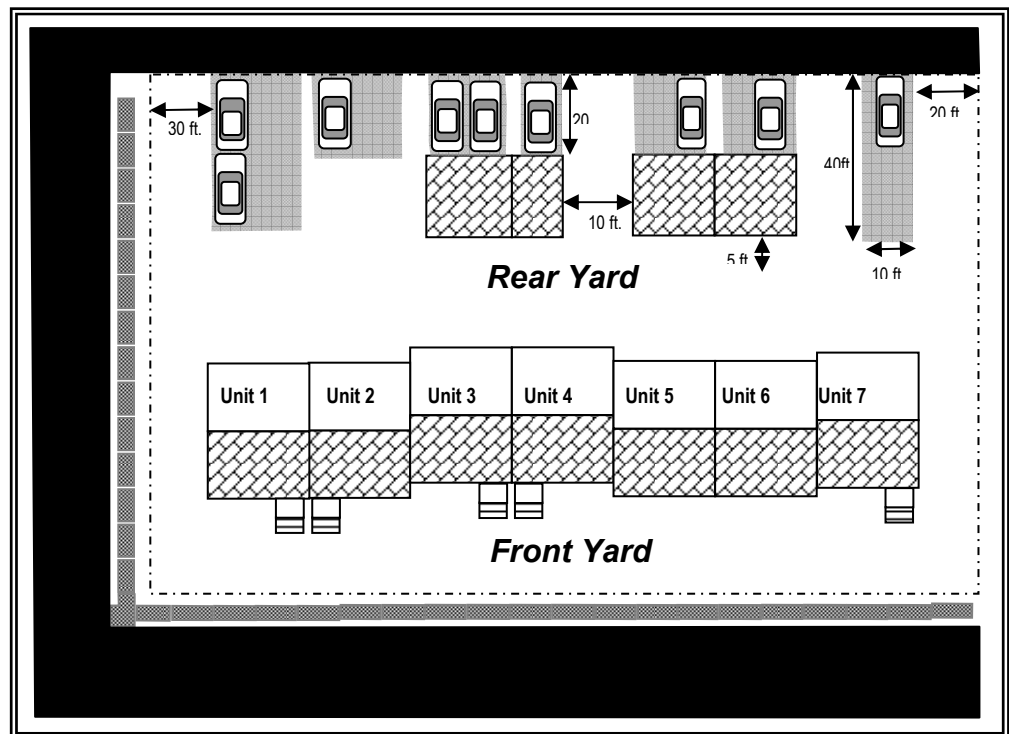 30 ft.
20
20 ft.
40ft
10 ft.
5 ft
10 ft
Rear Yard
Unit 1
Unit 2
Unit 3
Unit 4
Unit 5
Unit 6
Unit 7
Front Yard